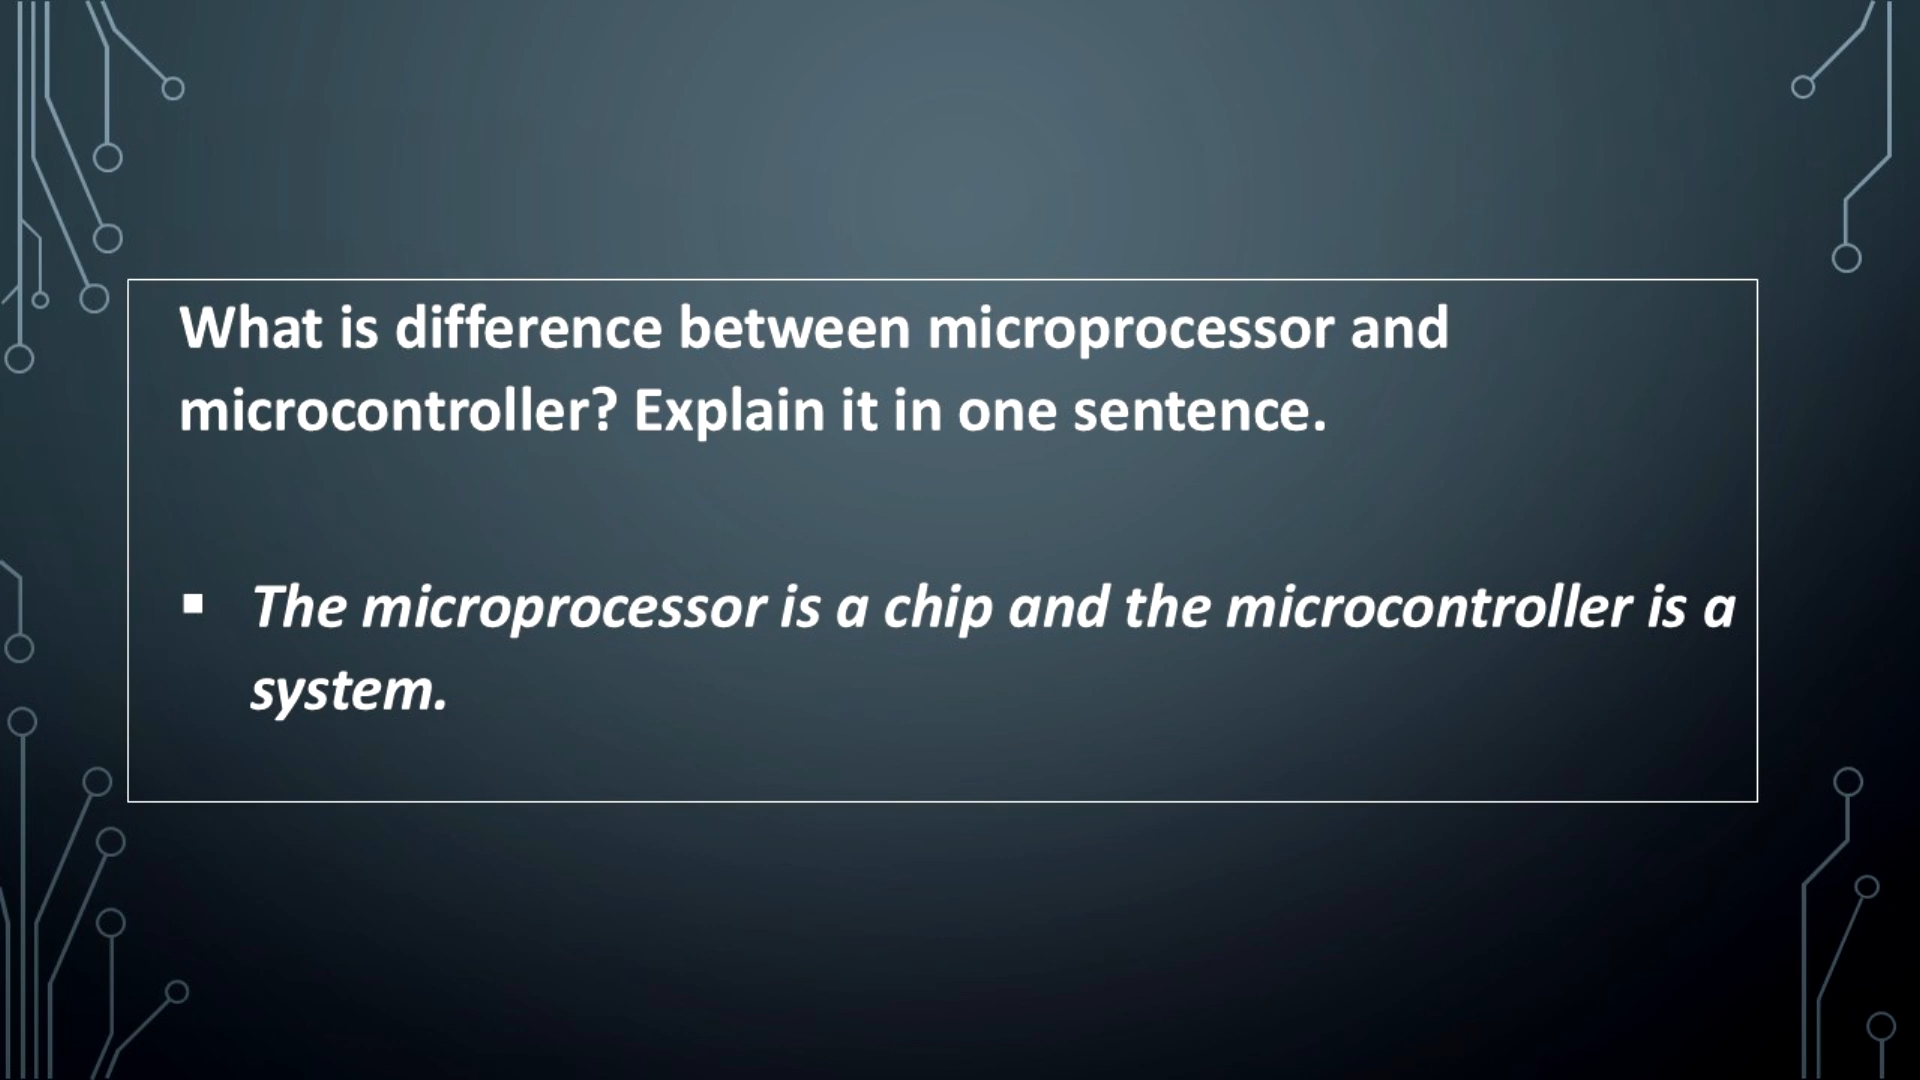 What is difference between microprocessor and
microcontroller? Explain it in one sentence.
▪ The microprocessor is a chip and the microcontroller is a
system.